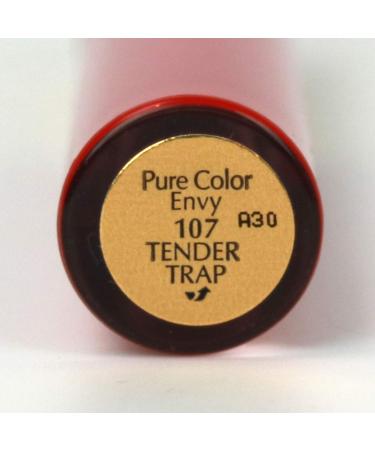 Pure Color
Envy
107 A30
TENDER
TRAP